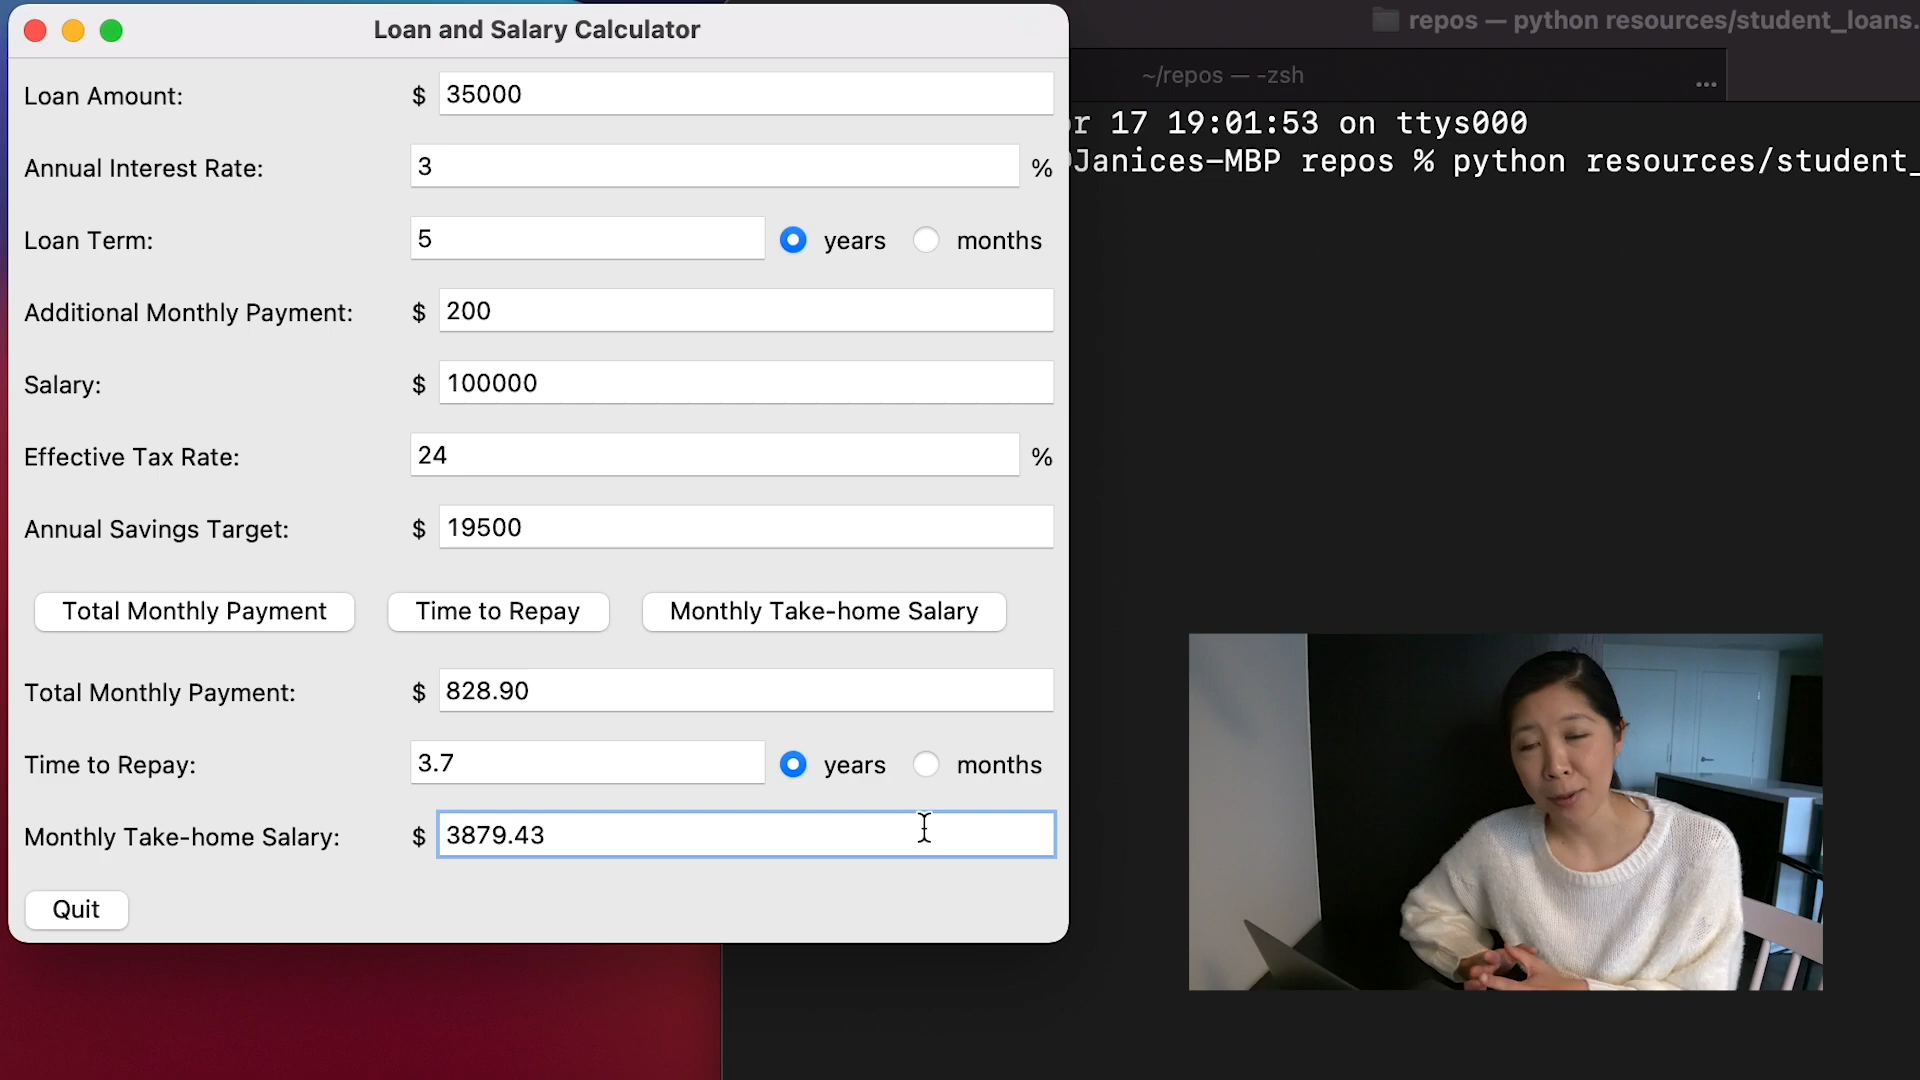 Loan and Salary Calculator
repos — python resources/student_loans.
~/repos — -zsh
...
Loan Amount: $ 35000
r 17 19:01:53 on ttys000
Janices-MBP repos % python resources/student_
Annual Interest Rate: 3 %
Loan Term: 5 years months
Additional Monthly Payment: $ 200
Salary: $ 100000
Effective Tax Rate: 24 %
Annual Savings Target: $ 19500
Total Monthly Payment Time to Repay Monthly Take-home Salary
Total Monthly Payment: $ 828.90
Time to Repay: 3.7 years months
Monthly Take-home Salary: $ 3879.43
Quit